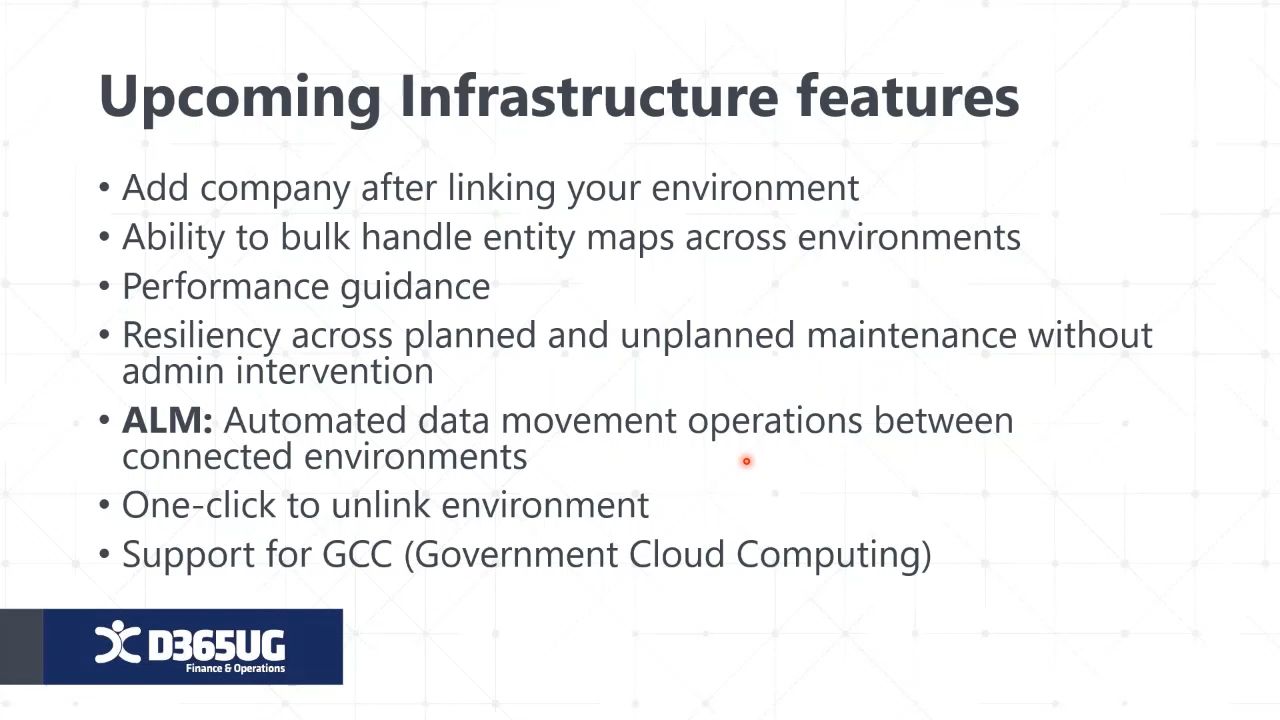 Upcoming Infrastructure features
• Add company after linking your environment
• Ability to bulk handle entity maps across environments
• Performance guidance
• Resiliency across planned and unplanned maintenance without
admin intervention
• ALM: Automated data movement operations between
connected environments
• One-click to unlink environment
• Support for GCC (Government Cloud Computing)
D365UG
Finance & Operations